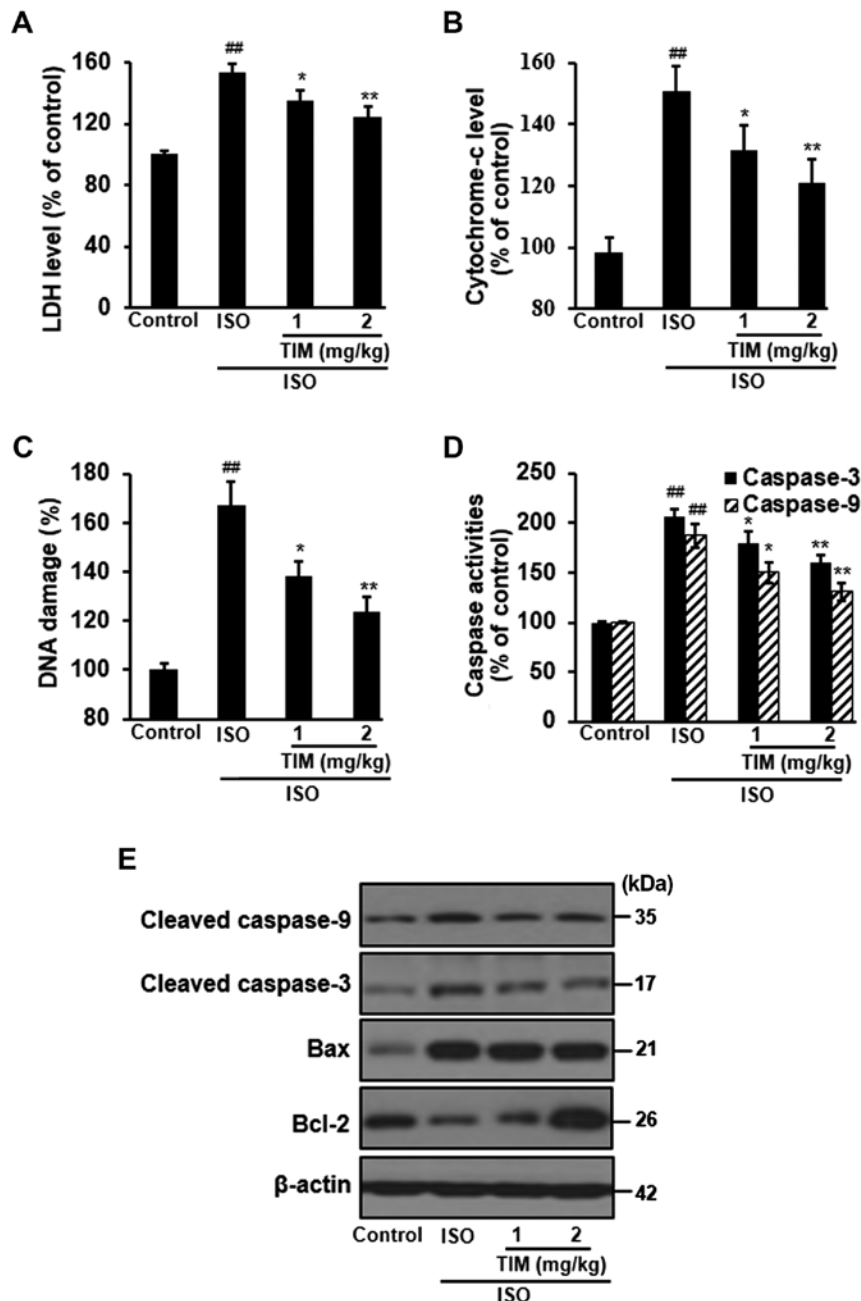 A
LDH level (% of control)
160
120
80
40
0
##
*
**
Control
ISO
1
2
TIM (mg/kg)
ISO
B
Cytochrome-c level
(% of control)
160
140
120
100
80
##
*
**
Control
ISO
1
2
TIM (mg/kg)
ISO
C
DNA damage (%)
180
160
140
120
100
80
##
*
**
Control
ISO
1
2
TIM (mg/kg)
ISO
D
Caspase activities
(% of control)
250
200
150
100
50
0
Caspase-3
Caspase-9
##
##
*
*
**
**
Control
ISO
1
2
TIM (mg/kg)
ISO
E
(kDa)
Cleaved caspase-9
35
Cleaved caspase-3
17
Bax
21
Bcl-2
26
β-actin
42
Control
ISO
1
2
TIM (mg/kg)
ISO